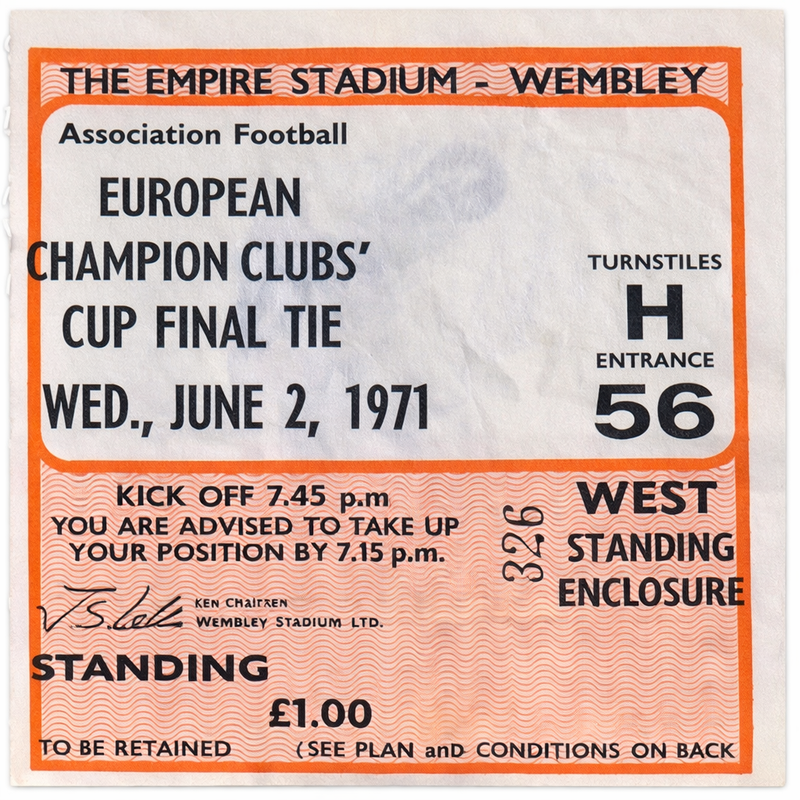 THE EMPIRE STADIUM - WEMBLEY
Association Football
EUROPEAN
CHAMPION CLUBS'
CUP FINAL TIE
WED., JUNE 2, 1971
TURNSTILES
H
ENTRANCE
56
KICK OFF 7.45 p.m
YOU ARE ADVISED TO TAKE UP
YOUR POSITION BY 7.15 p.m.
326
WEST
STANDING
ENCLOSURE
KEN
WEMBLEY STADIUM LTD.
STANDING
£1.00
TO BE RETAINED
(SEE PLAN anD CONDITIONS ON BACK